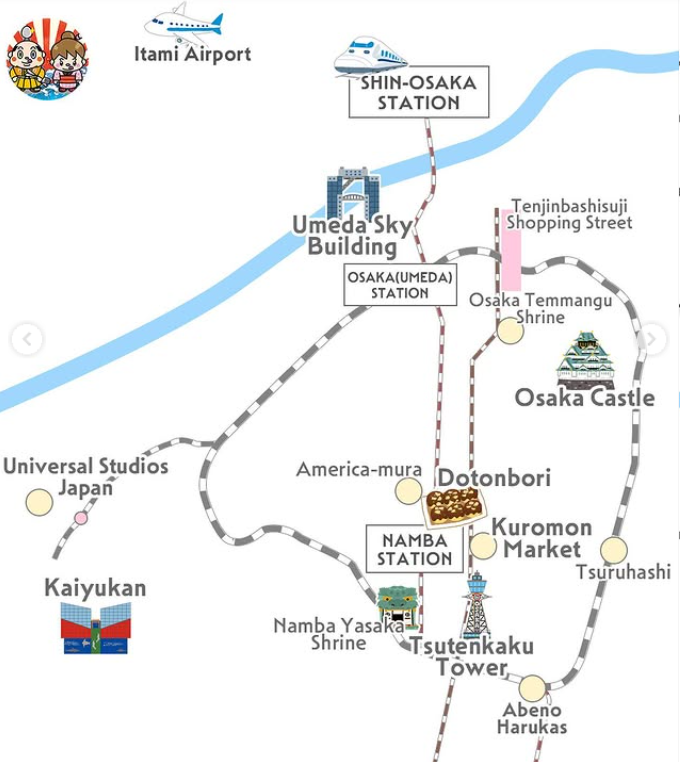 Itami Airport
SHIN-OSAKA
STATION
Tenjinbashisuji
Shopping Street
Umeda Sky
Building
OSAKA(UMEDA)
STATION
Osaka Temmangu
Shrine
Osaka Castle
Universal Studios
Japan
America-mura
Dotonbori
NAMBA
STATION
Kuromon
Market
Tsuruhashi
Kaiyukan
Namba Yasaka
Shrine
Tsutenkaku
Tower
Abeno
Harukas